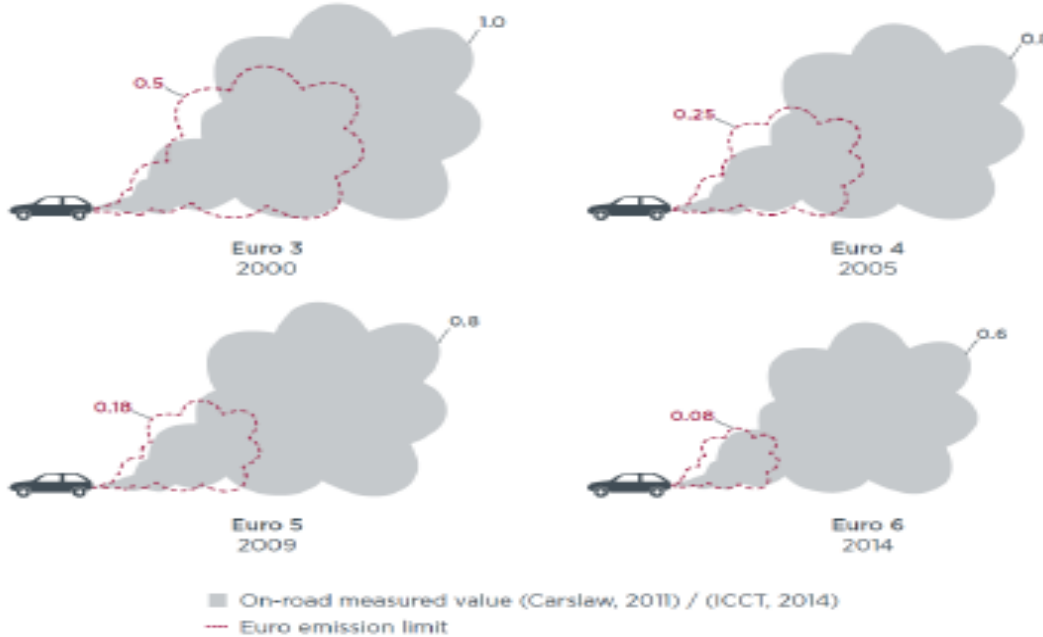 1.0
0.5
Euro 3
2000
0.25
Euro 4
2005
0.8
0.18
Euro 5
2009
0.6
0.08
Euro 6
2014
On-road measured value (Carslaw, 2011) / (ICCT, 2014)
Euro emission limit